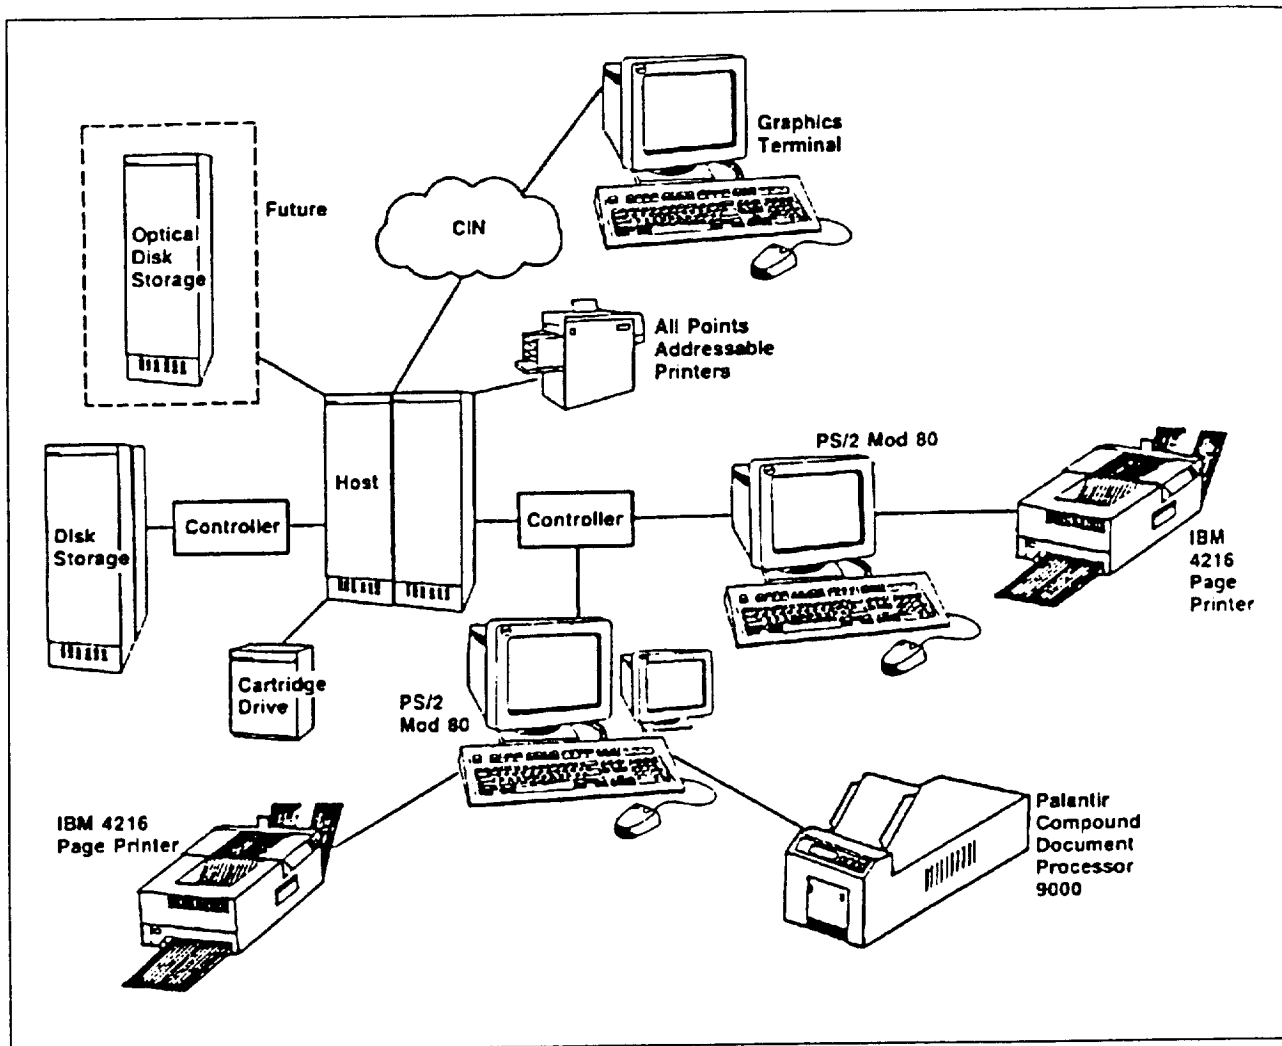 Graphics
Terminal
Future
CIN
Optical
Disk
Storage
All Points
Addressable
Printers
PS/2 Mod 80
Host
Controller
Controller
Disk
Storage
IBM
4216
Page
Printer
Cartridge
Drive
PS/2
Mod 80
IBM 4216
Page Printer
Palantir
Compound
Document
Processor
9000